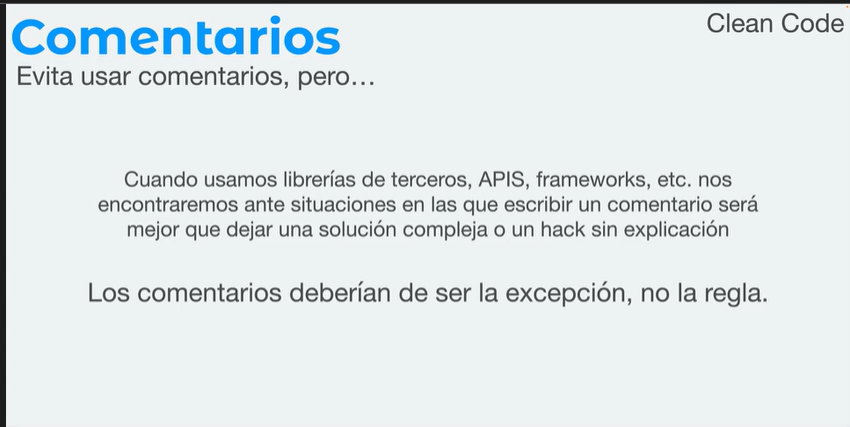 Comentarios
Clean Code
Evita usar comentarios, pero...
Cuando usamos librerías de terceros, APIS, frameworks, etc. nos
encontraremos ante situaciones en las que escribir un comentario será
mejor que dejar una solución compleja o un hack sin explicación
Los comentarios deberían de ser la excepción, no la regla.